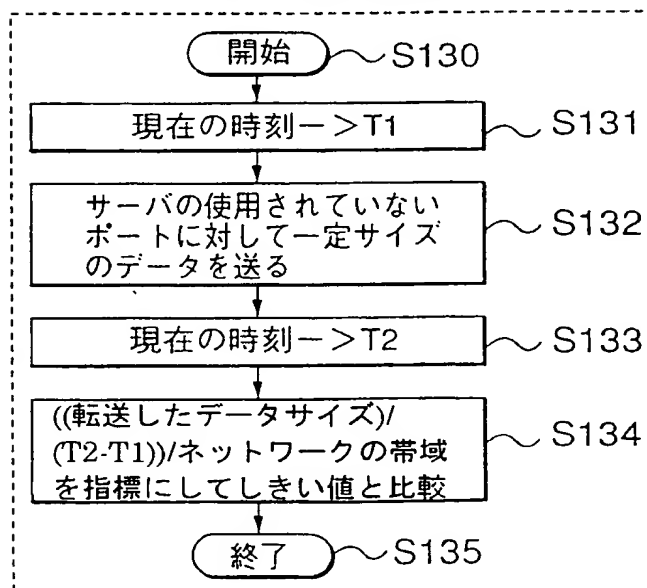 開始 S130
現在の時刻ー>T1 S131
サーバの使用されていない
ポートに対して一定サイズ S132
のデータを送る
現在の時刻ー>T2 S133
((転送したデータサイズ)/
(T2-T1))/ネットワークの帯域 S134
を指標にしてしきい値と比較
終了 S135